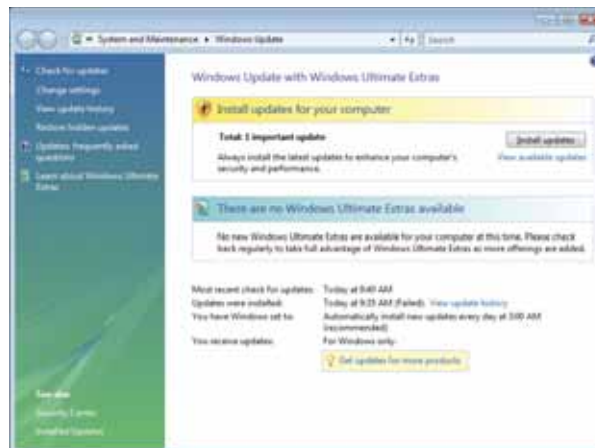 System and Maintenance ▸ Windows Update
Search
Check for updates
Change settings
View update history
Restore hidden updates
Updates: frequently asked
questions
Learn about Windows Ultimate
Extras
Windows Update with Windows Ultimate Extras
Install updates for your computer
Total: 1 important update
Install updates
Always install the latest updates to enhance your computer's
security and performance.
View available updates
There are no Windows Ultimate Extras available
No new Windows Ultimate Extras are available for your computer at this time. Please check
back regularly to take full advantage of Windows Ultimate Extras as more offerings are added.
Most recent check for updates: Today at 9:40 AM
Updates were installed: Today at 9:35 AM (Failed). View update history
You have Windows set to: Automatically install new updates every day at 3:00 AM
(recommended)
You receive updates: For Windows only.
Get updates for more products
See also
Security Center
Installed Updates